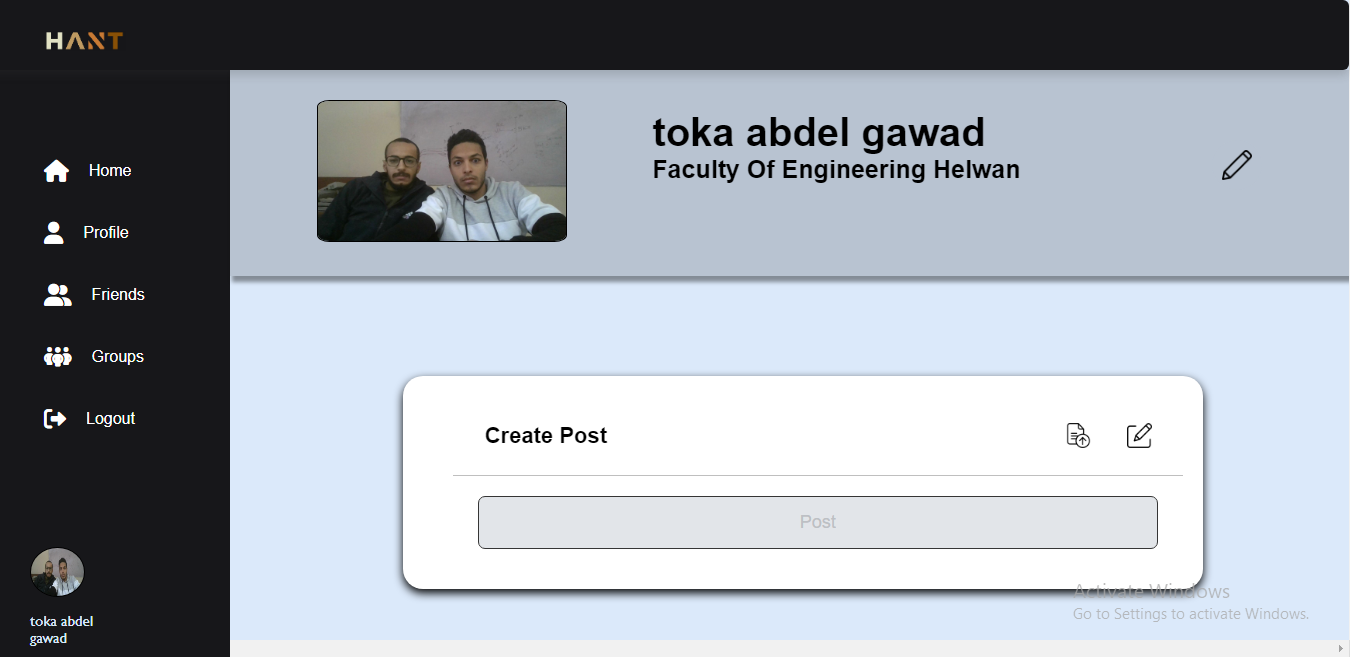 HANT
Home
Profile
Friends
Groups
Logout
toka abdel
gawad
toka abdel gawad
Faculty Of Engineering Helwan
Create Post
Post
Activate Windows
Go to Settings to activate Windows.